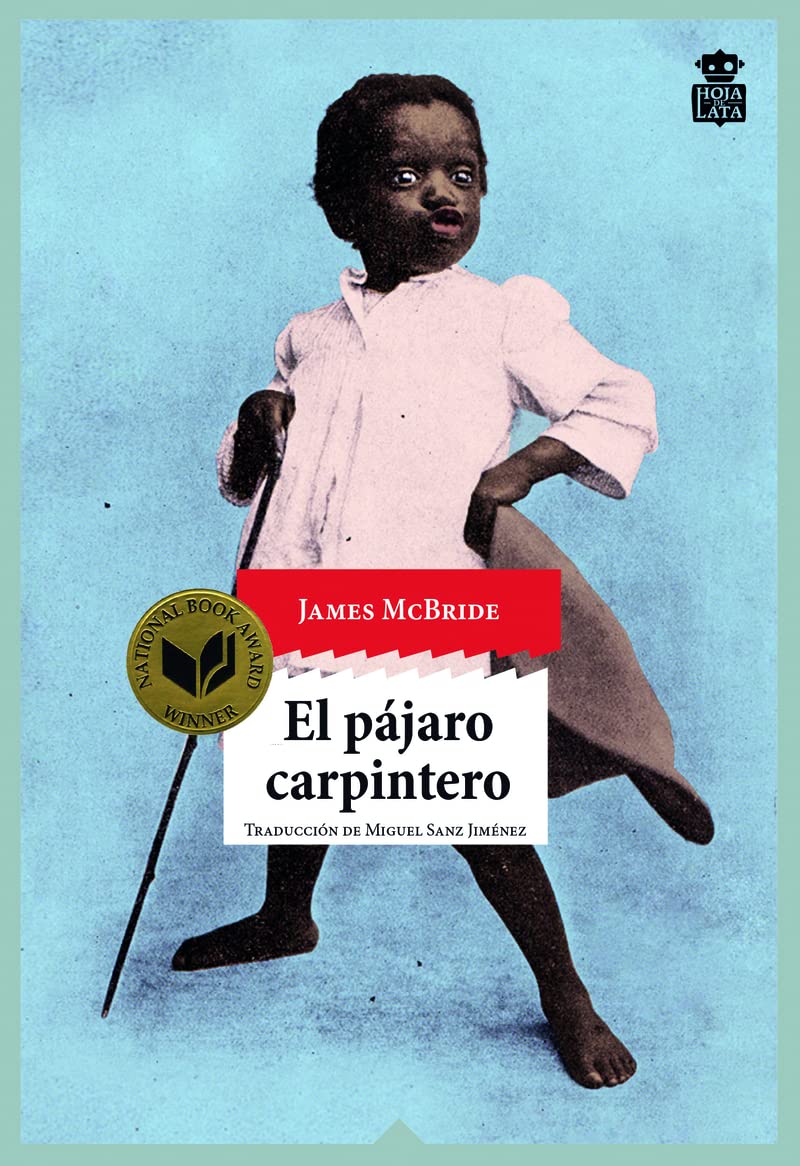 HOJA
DE
LATA
JAMES MCBRIDE
NATIONAL BOOK AWARD
WINNER
El pájaro
carpintero
TRADUCCIÓN DE MIGUEL SANZ JIMÉNEZ